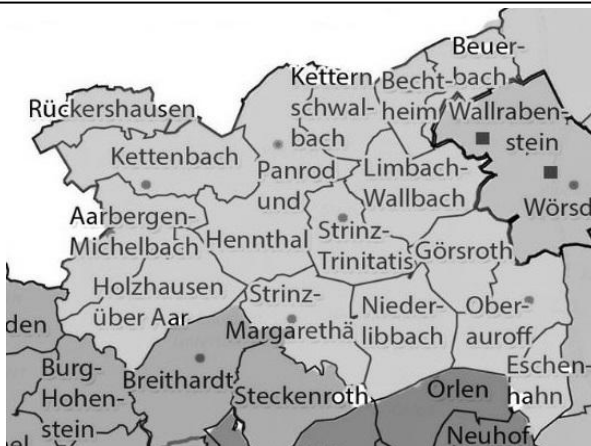 Beuer-
Kettern
Becht-
bach
Rückershausen
schwal-
heim
Wallraben-
bach
stein
Kettenbach
Limbach-
Panrod
Wallbach
und
Wörsd
Aarbergen-
Michelbach
Hennthal
Strinz-
Trinitatis
Görsroth
Holzhausen
über Aar
Strinz-
Margarethä
Nieder-
libbbach
Ober-
auroff
den
Burg-
Hohen-
stein
Breithardt
Steckenroth
Orlen
Eschen-
hahn
Neuhof
el